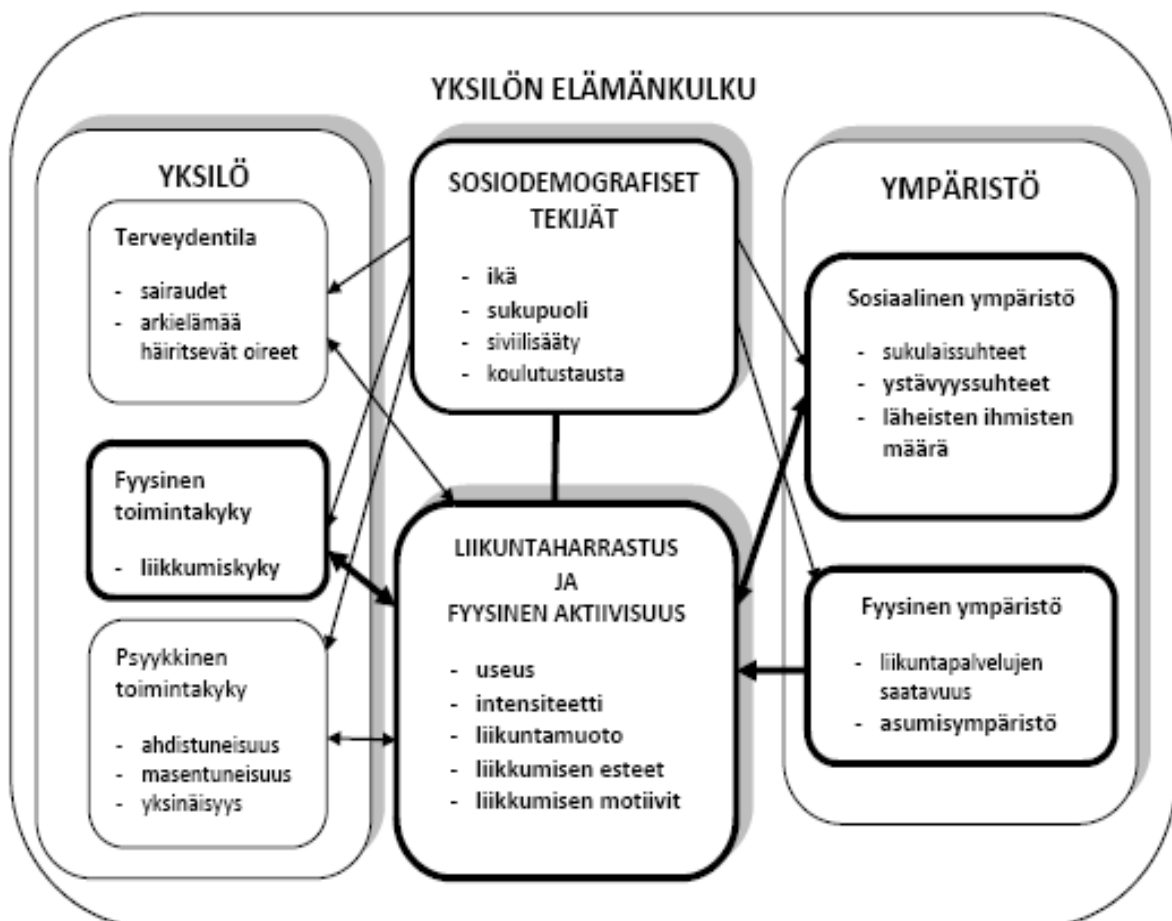 YKSILÖN ELÄMÄNKULKU
YKSILÖ
Terveydentila
- sairaudet
- arkielämää
häiritsevät oireet
Fyysinen
toimintakyky
- liikkumiskyky
Psyykkinen
toimintakyky
- ahdistuneisuus
- masentuneisuus
- yksinäisyys
SOSIODEMOGRAFISET
TEKIJÄT
- ikä
- sukupuoli
- siviilisääty
- koulutustausta
LIIKUNTAHARRASTUS
JA
FYYSINEN AKTIIVISUUS
- useus
- intensiteetti
- liikuntamuoto
- liikkumisen esteet
- liikkumisen motiivit
YMPÄRISTÖ
Sosiaalinen ympäristö
- sukulaissuhteet
- ystävyyssuhteet
- läheisten ihmisten
määrä
Fyysinen ympäristö
- liikuntapalvelujen
saatavuus
- asumisympäristö